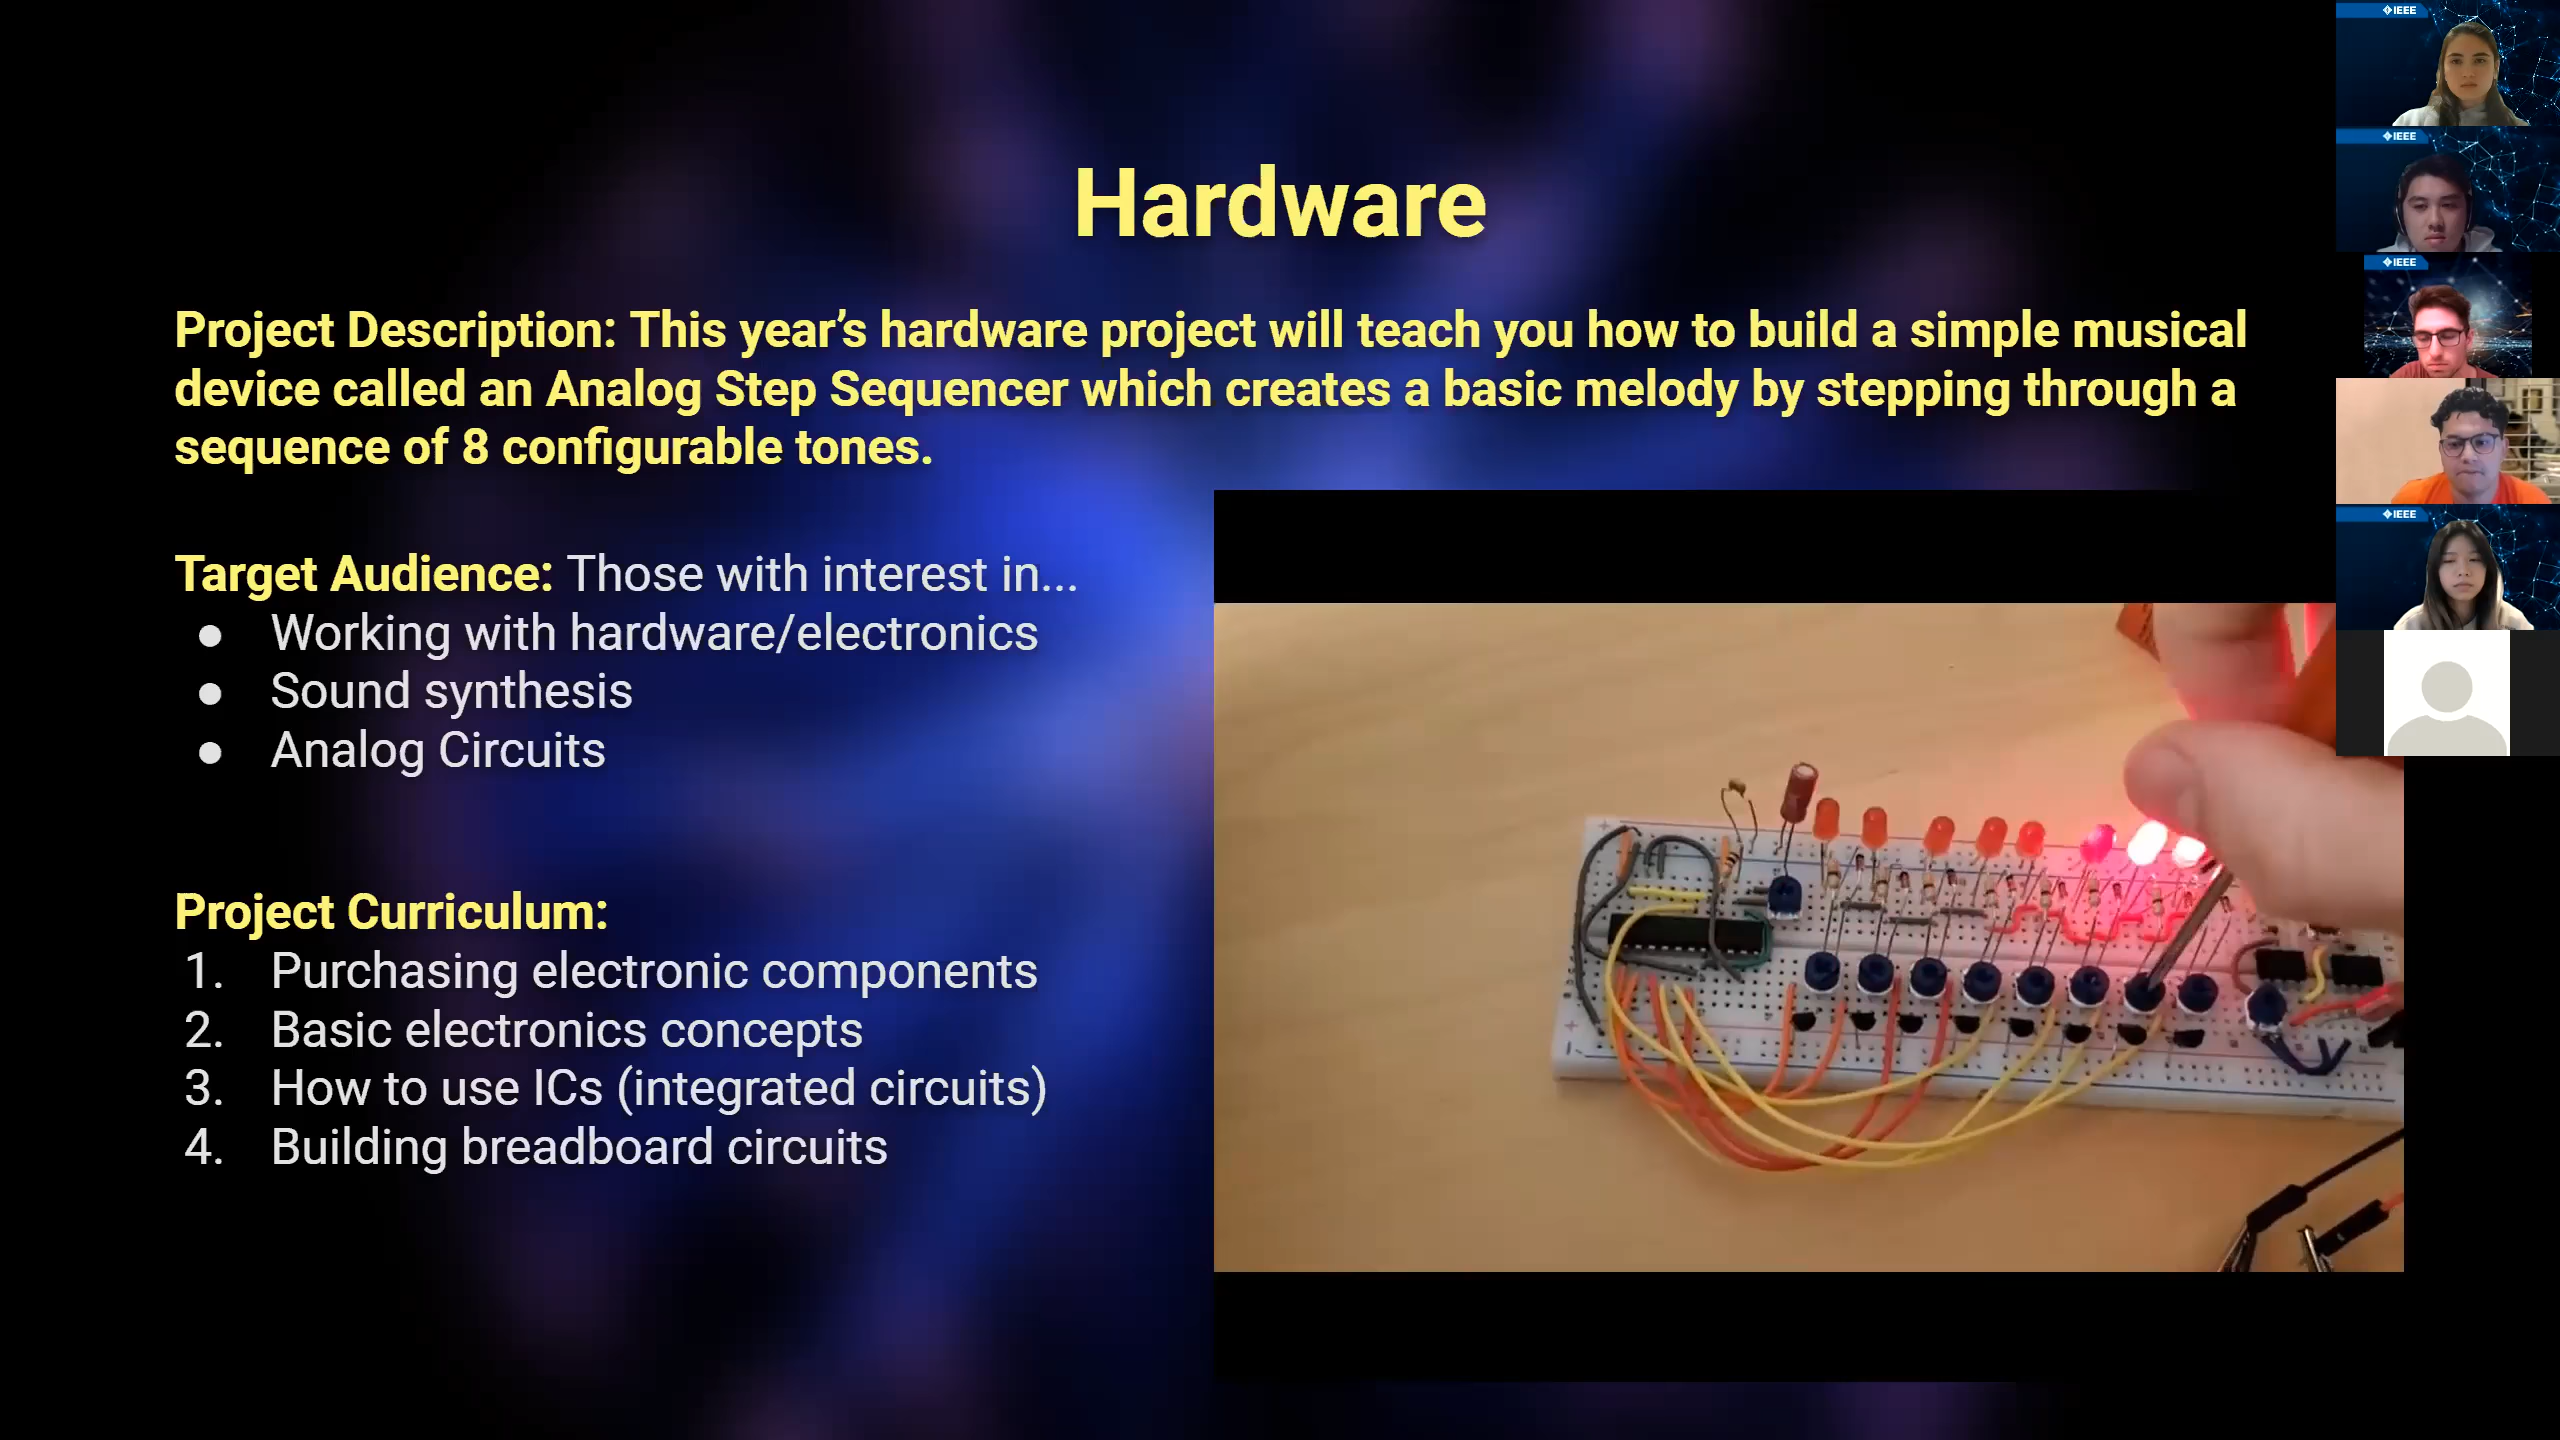 Hardware
Project Description: This year’s hardware project will teach you how to build a simple musical
device called an Analog Step Sequencer which creates a basic melody by stepping through a
sequence of 8 configurable tones.
Target Audience: Those with interest in...
● Working with hardware/electronics
● Sound synthesis
● Analog Circuits
Project Curriculum:
1. Purchasing electronic components
2. Basic electronics concepts
3. How to use ICs (integrated circuits)
4. Building breadboard circuits
IEEE
IEEE
IEEE
IEEE